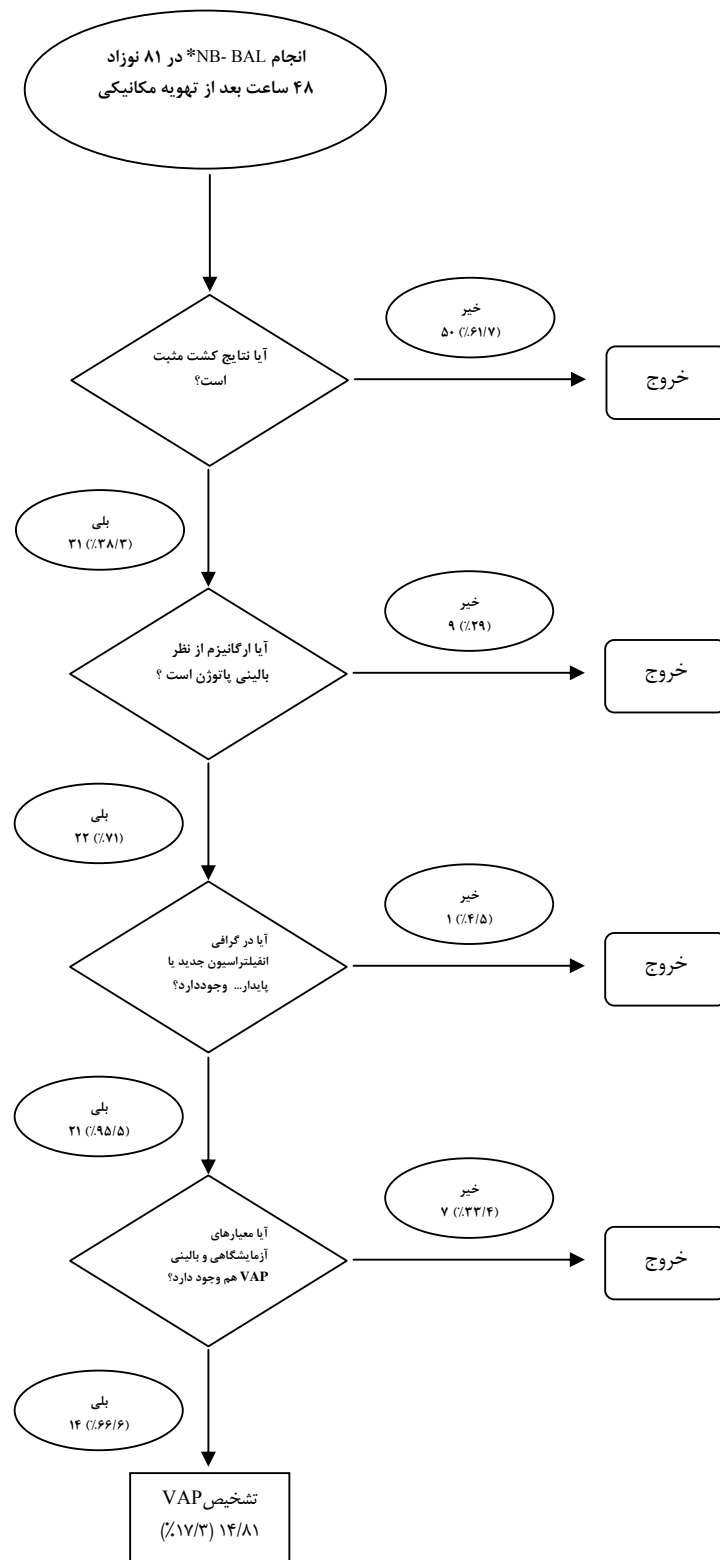 انجام NB- BAL* در ۸۱ نوزاد
۴۸ ساعت بعد از تهویه مکانیکی
خیر
۵۰ (٪۶۱/۷)
آیا نتایج کشت مثبت
است؟
خروج
بلی
۳۱ (٪۳۸/۳)
خیر
۹ (٪۲۹)
آیا ارگانیزم از نظر
بالینی پاتوژن است ؟
خروج
بلی
۲۲ (٪۷۱)
خیر
۱ (٪۴/۵)
آیا در گرافی
انفیلتراسیون جدید یا
پایدار... وجوددارد؟
خروج
بلی
۲۱ (٪۹۵/۵)
خیر
۷ (٪۳۳/۴)
آیا معیارهای
آزمایشگاهی و بالینی
VAP هم وجود دارد؟
خروج
بلی
۱۴ (٪۶۶/۶)
تشخیص VAP
۱۴/۸۱ (٪۱۷/۳)